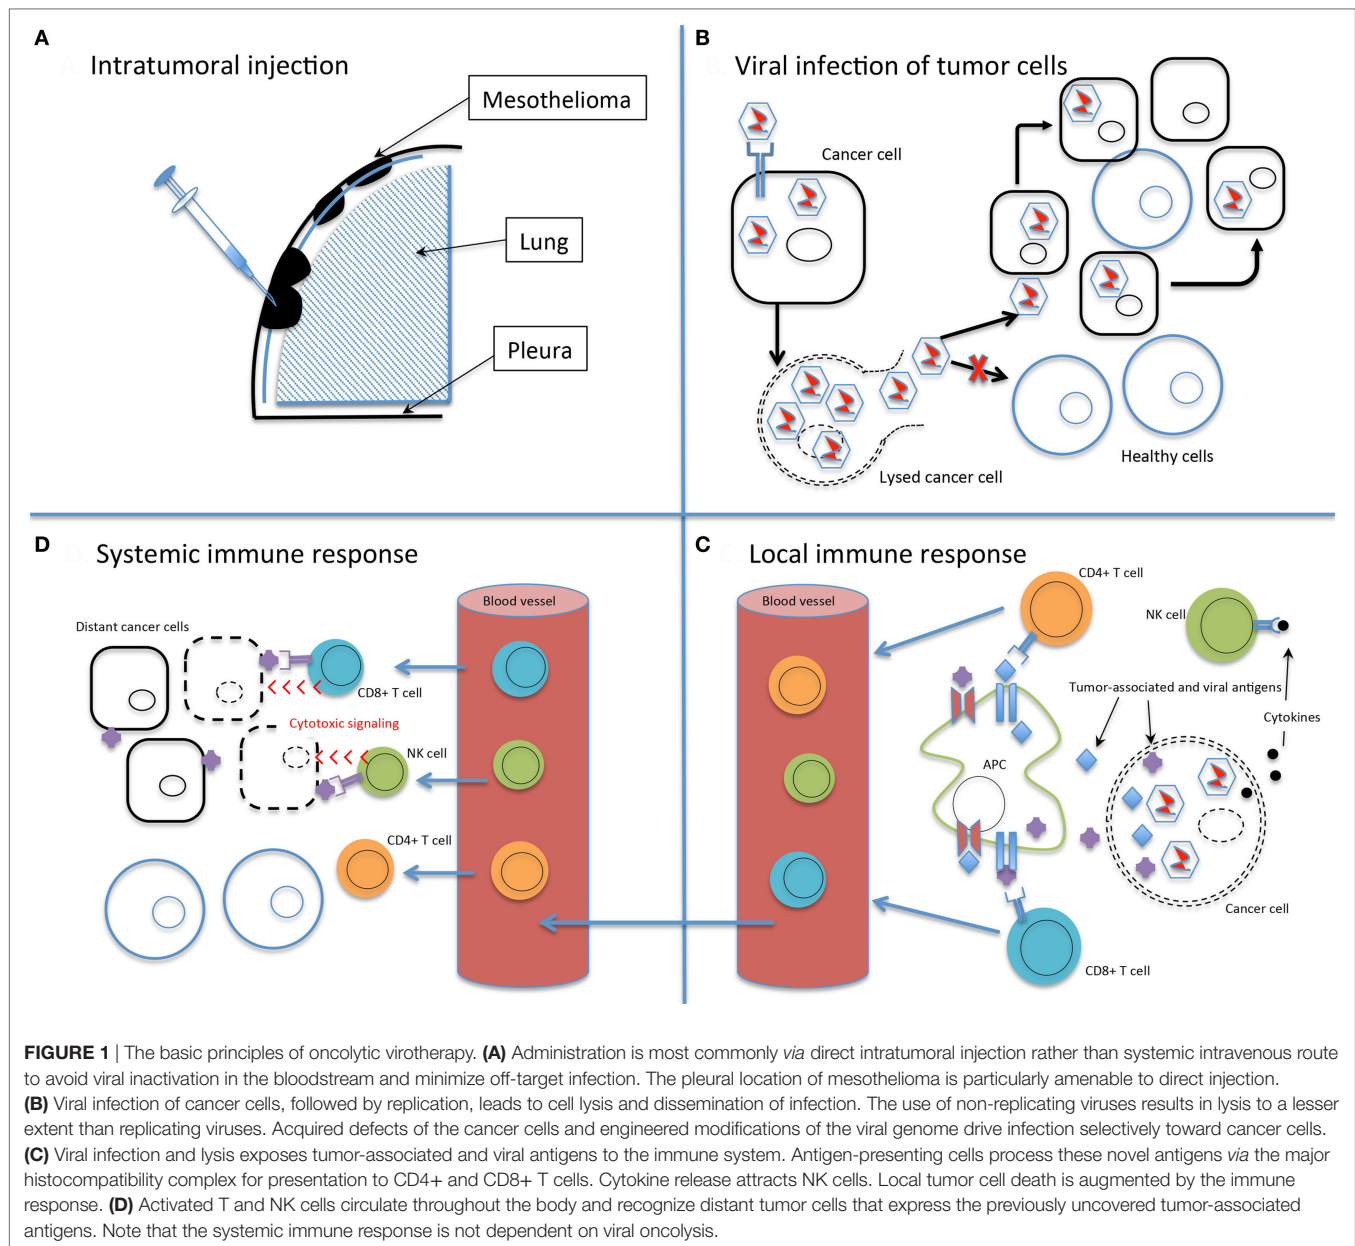 A
Intratumoral injection
Mesothelioma
Lung
Pleura
B
Viral infection of tumor cells
Cancer cell
Lysed cancer cell
Healthy cells
D
Systemic immune response
Blood vessel
Distant cancer cells
CD8+ T cell
Cytotoxic signaling
NK cell
CD4+ T cell
C
Local immune response
Blood vessel
CD4+ T cell
NK cell
Tumor-associated and viral antigens
Cytokines
APC
Cancer cell
CD8+ T cell
FIGURE 1 | The basic principles of oncolytic virotherapy. (A) Administration is most commonly via direct intratumoral injection rather than systemic intravenous route
to avoid viral inactivation in the bloodstream and minimize off-target infection. The pleural location of mesothelioma is particularly amenable to direct injection.
(B) Viral infection of cancer cells, followed by replication, leads to cell lysis and dissemination of infection. The use of non-replicating viruses results in lysis to a lesser
extent than replicating viruses. Acquired defects of the cancer cells and engineered modifications of the viral genome drive infection selectively toward cancer cells.
(C) Viral infection and lysis exposes tumor-associated and viral antigens to the immune system. Antigen-presenting cells process these novel antigens via the major
histocompatibility complex for presentation to CD4+ and CD8+ T cells. Cytokine release attracts NK cells. Local tumor cell death is augmented by the immune
response. (D) Activated T and NK cells circulate throughout the body and recognize distant tumor cells that express the previously uncovered tumor-associated
antigens. Note that the systemic immune response is not dependent on viral oncolysis.